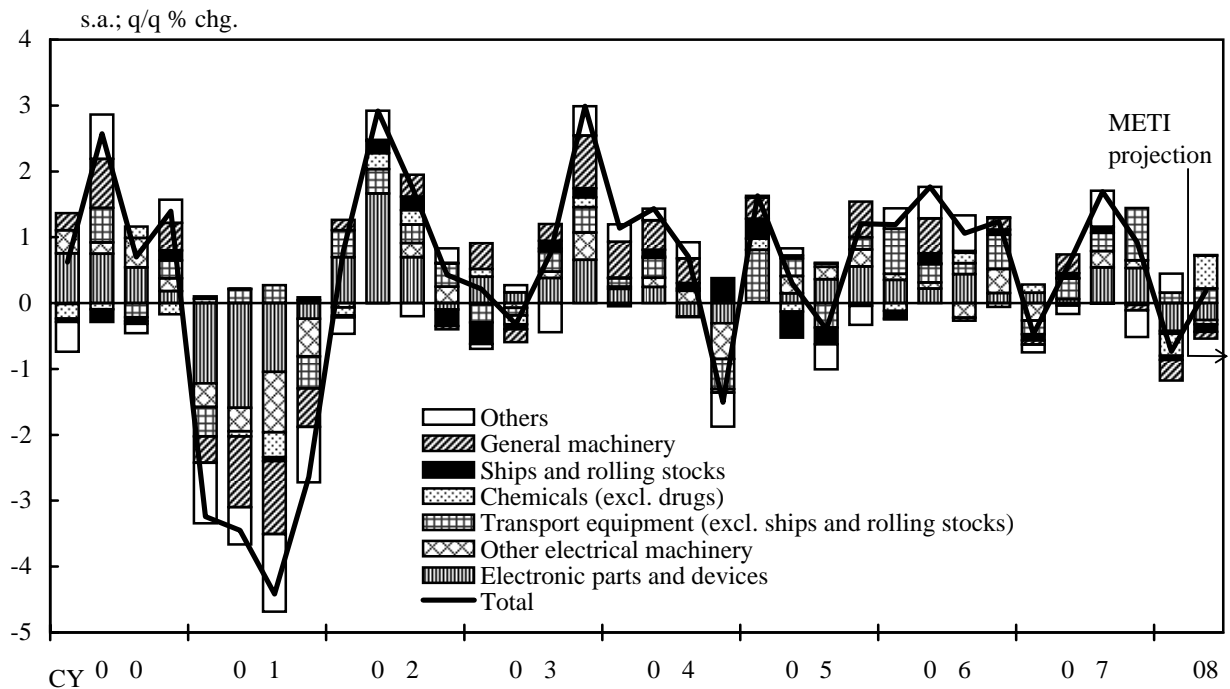 s.a.; q/q % chg.
4
3
2
1
0
-1
-2
-3
-4
-5
METI
projection
Others
General machinery
Ships and rolling stocks
Chemicals (excl. drugs)
Transport equipment (excl. ships and rolling stocks)
Other electrical machinery
Electronic parts and devices
Total
CY 0 0 0 1 0 2 0 3 0 4 0 5 0 6 0 7 08